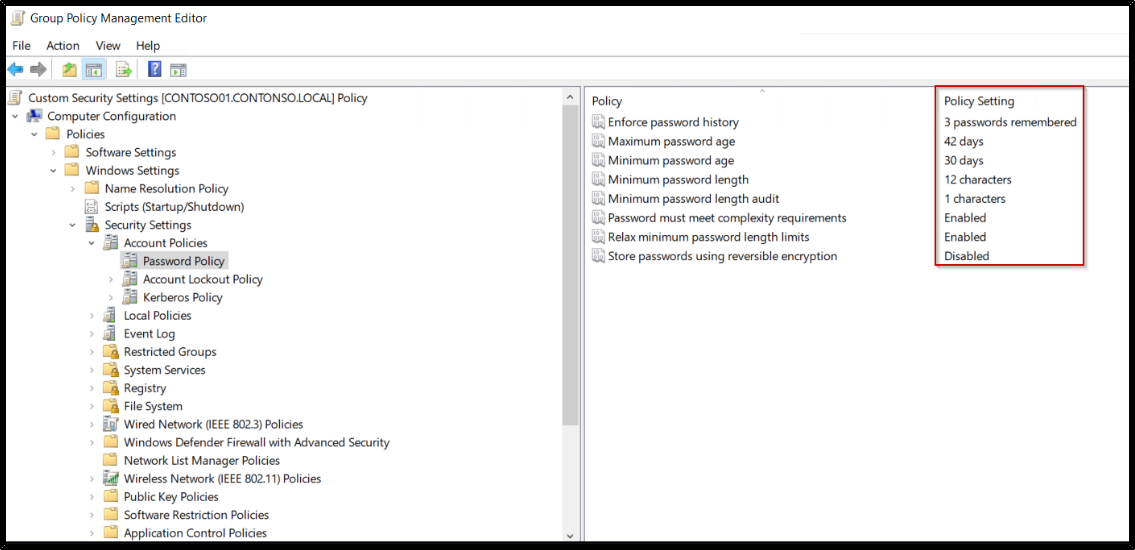 Group Policy Management Editor
File Action View Help
Custom Security Settings [CONTOSO01.CONTONSO.LOCAL] Policy
Computer Configuration
Policies
Software Settings
Windows Settings
Name Resolution Policy
Scripts (Startup/Shutdown)
Security Settings
Account Policies
Password Policy
Account Lockout Policy
Kerberos Policy
Local Policies
Event Log
Restricted Groups
System Services
Registry
File System
Wired Network (IEEE 802.3) Policies
Windows Defender Firewall with Advanced Security
Network List Manager Policies
Wireless Network (IEEE 802.11) Policies
Public Key Policies
Software Restriction Policies
Application Control Policies
Policy Policy Setting
Enforce password history 3 passwords remembered
Maximum password age 42 days
Minimum password age 30 days
Minimum password length 12 characters
Minimum password length audit 1 characters
Password must meet complexity requirements Enabled
Relax minimum password length limits Enabled
Store passwords using reversible encryption Disabled